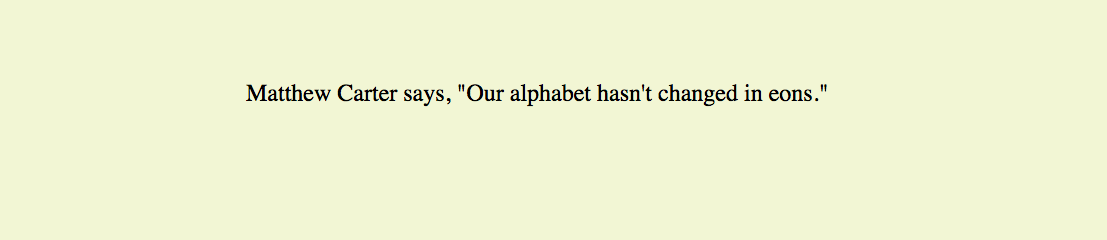 Matthew Carter says, "Our alphabet hasn't changed in eons."